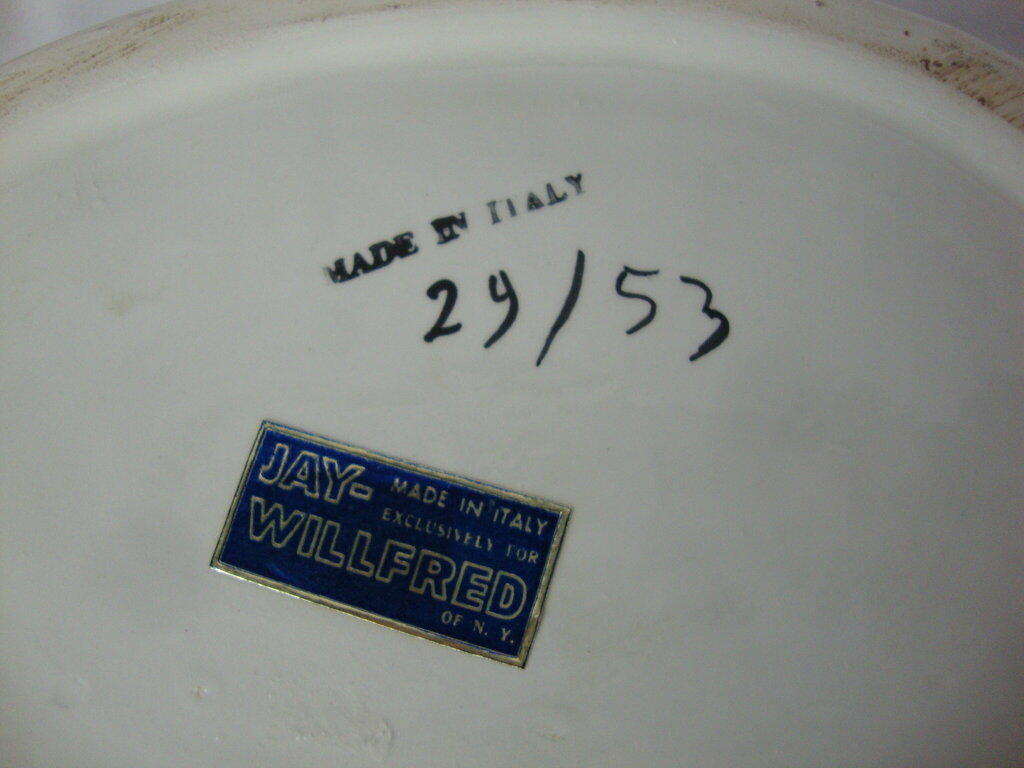 MADE IN ITALY
29/53
JAY-
MADE IN ITALY
EXCLUSIVELY FOR
WILLFRED
OF N. Y.